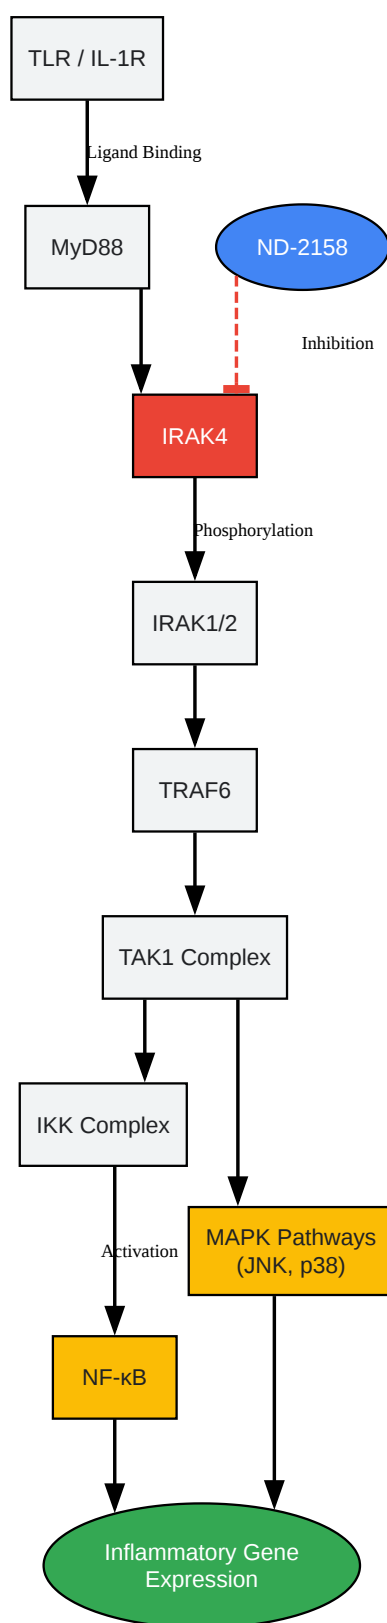 TLR / IL-1R
Ligand Binding
MyD88
ND-2158
Inhibition
IRAK4
Phosphorylation
IRAK1/2
TRAF6
TAK1 Complex
IKK Complex
MAPK Pathways
(JNK, p38)
Activation
NF-κB
Inflammatory Gene
Expression